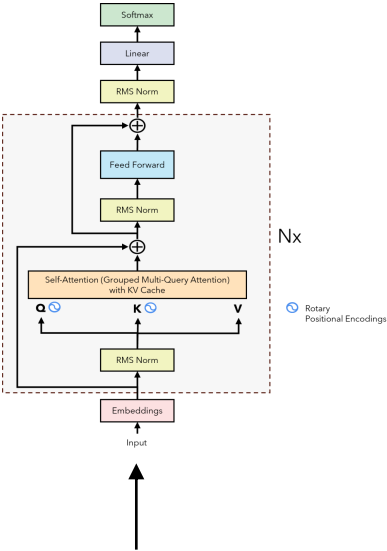 Softmax
Linear
RMS Norm
Feed Forward
RMS Norm
Nx
Self-Attention (Grouped Multi-Query Attention)
with KV Cache
Q K V
Rotary
Positional Encodings
RMS Norm
Embeddings
Input